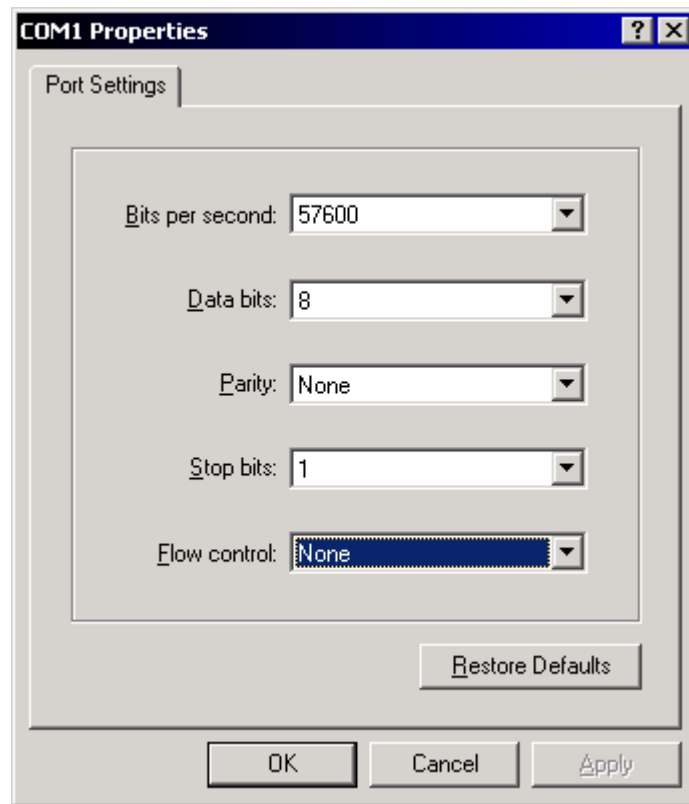 COM1 Properties
Port Settings
Bits per second: 57600
Data bits: 8
Parity: None
Stop bits: 1
Flow control: None
Restore Defaults
OK Cancel Apply